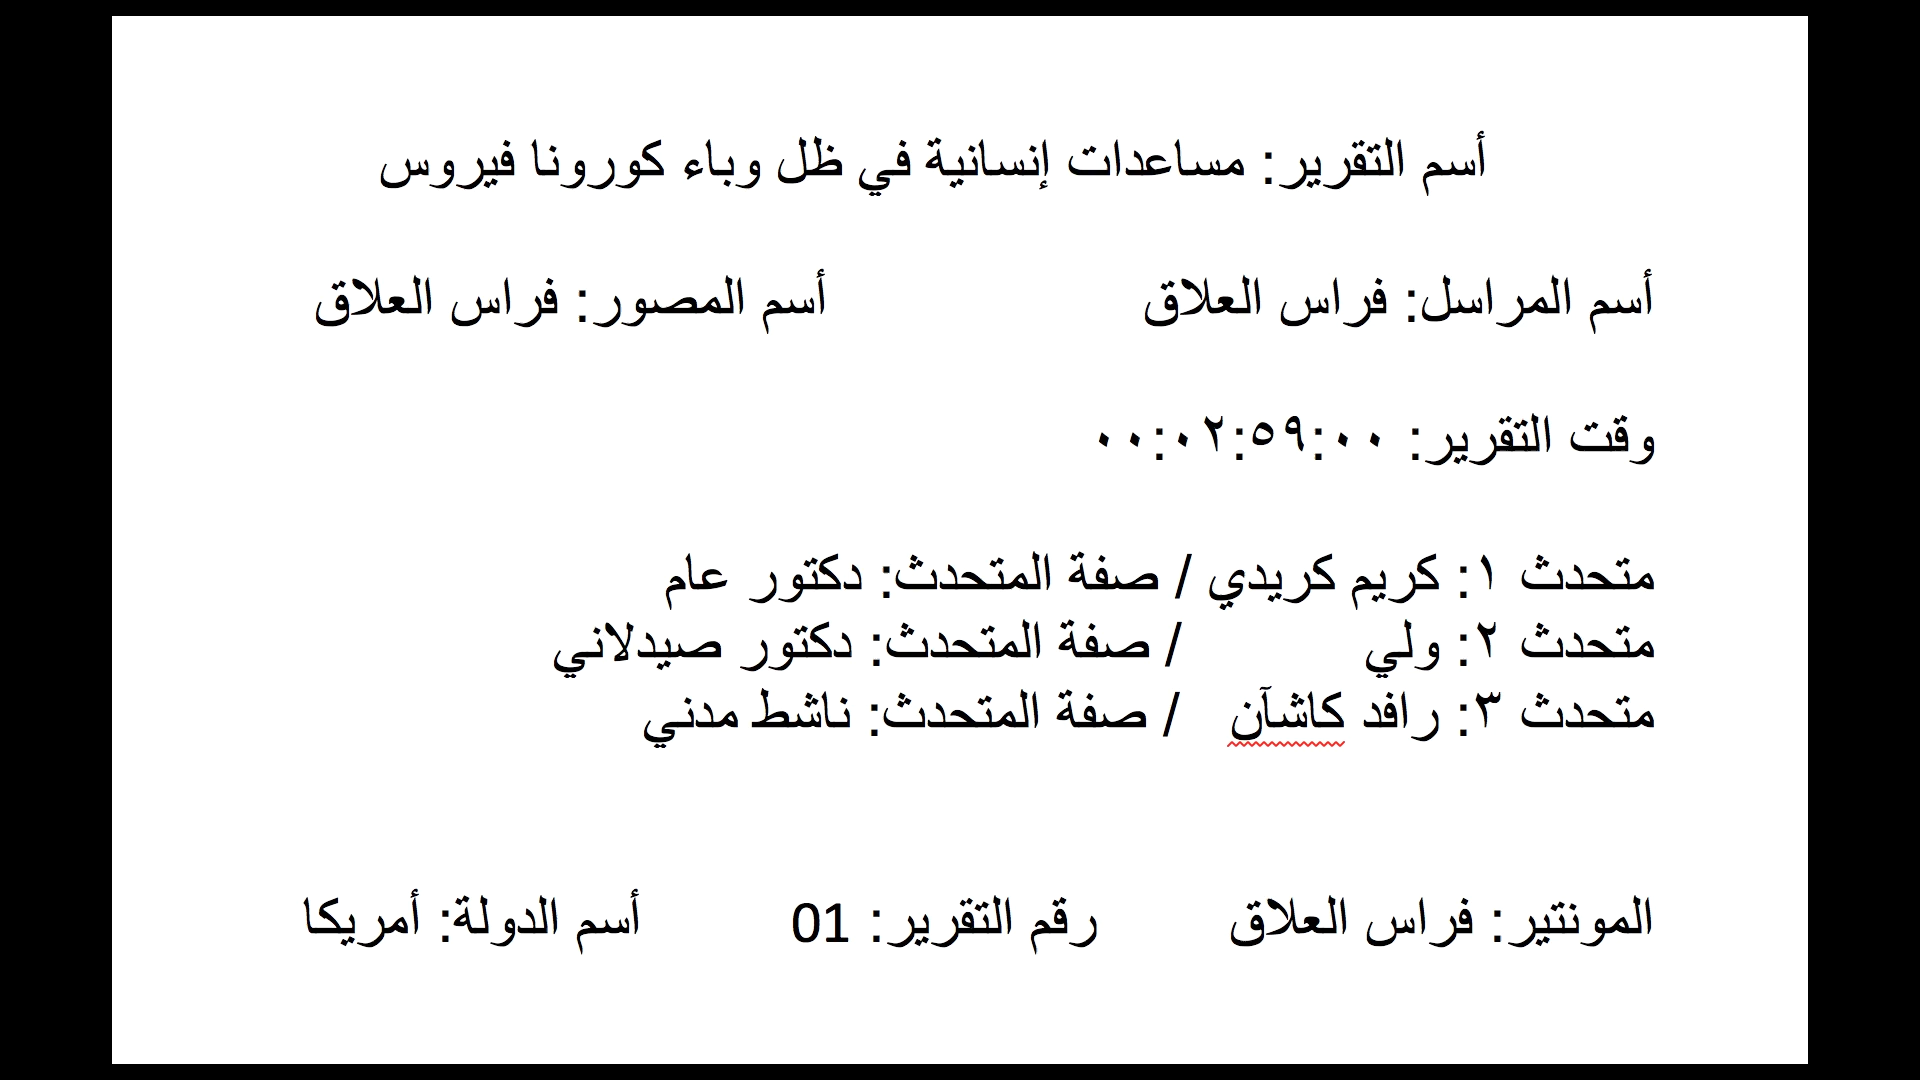 أسم التقرير: مساعدات إنسانية في ظل وباء كورونا فيروس
أسم المراسل: فراس العلاق أسم المصور: فراس العلاق
وقت التقرير: ٠٠:٠٢:٥٩:٠٠
متحدث ١: كريم كريدي / صفة المتحدث: دكتور عام
متحدث ٢: ولي / صفة المتحدث: دكتور صيدلاني
متحدث ٣: رافد كاشآن / صفة المتحدث: ناشط مدني
المونتير: فراس العلاق رقم التقرير: 01 أسم الدولة: أمريكا